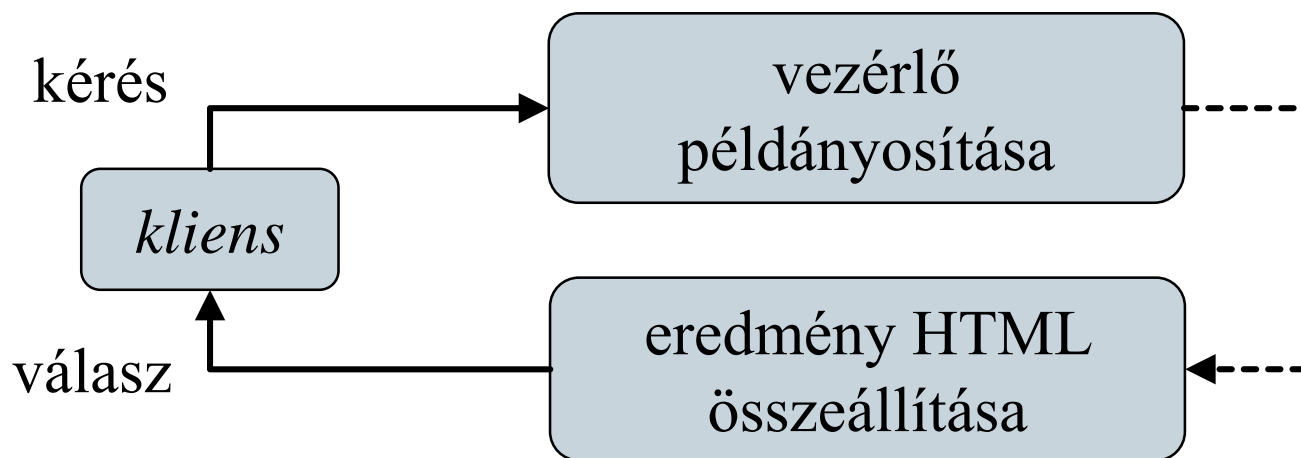 kérés
vezérlő
példányosítása
kliens
eredmény HTML
összeállítása
válasz